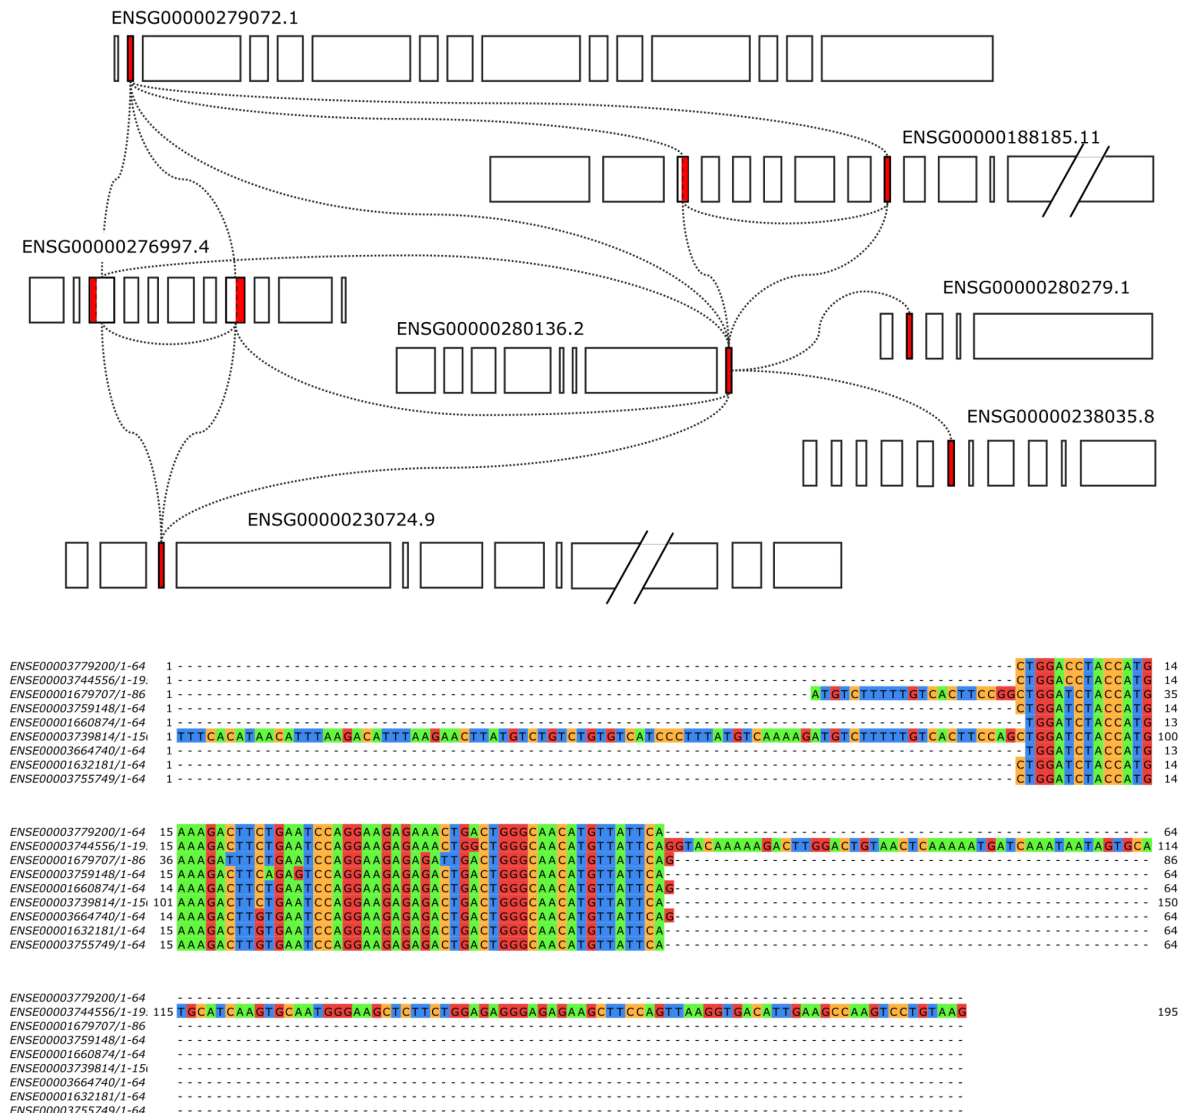 ENSG00000279072.1
ENSG00000188185.11
ENSG00000276997.4
ENSG00000280279.1
ENSG00000280136.2
ENSG00000238035.8
ENSG00000230724.9
ENSE00003779200/1-64 1 CTGGACCTACCATG 14
ENSE00003744556/1-19. 1 CTGGACCTACCATG 14
ENSE00001679707/1-86 1 ATGTCTTTTTGTCACTTCCGGCTGGATCTACCATG 35
ENSE00003759148/1-64 1 CTGGATCTACCATG 14
ENSE00001660874/1-64 1 TGGATCTACCATG 13
ENSE00003739814/1-15 1 TTTCACATAACATTTAAGACATTTAAGAACTTATGTCTGTCTGTGTCATCCCTTTATGTCAAAAGATGTCTTTTTGTCACTTCCAGCTGGATCTACCATG 100
ENSE00003664740/1-64 1 TGGATCTACCATG 13
ENSE00001632181/1-64 1 CTGGATCTACCATG 14
ENSE00003755749/1-64 1 CTGGATCTACCATG 14
ENSE00003779200/1-64 15 AAAGACTTCTGAATCCAGGAAGAGAAACTGACTGGGCAACATGTTATTCA 64
ENSE00003744556/1-19. 15 AAAGACTTCTGAATCCAGGAAGAGAAACTGGCTGGGCAACATGTTATTCAGGTACAAAAAGACTTGGACTGTAACTCAAAAATGATCAAATAATAGTGCA 114
ENSE00001679707/1-86 36 AAAGATTTCTGAATCCAGGAAGAGAGATTGACTGGGCAACATGTTATTCAG 86
ENSE00003759148/1-64 15 AAAGACTTCAGAGTCCAGGAAGAGAGACTGACTGGGCAACATGTTATTCA 64
ENSE00001660874/1-64 14 AAAGACTTCTGAATCCAGGAAGAGAGACTGACTGGGCAACATGTTATTCAG 64
ENSE00003739814/1-15 101 AAAGACTTCTGAATCCAGGAAGAGAGACTGACTGGGCAACATGTTATTCA 150
ENSE00003664740/1-64 14 AAAGACTTGTGAATCCAGGAAGAGAGACTGACTGGGCAACATGTTATTCAG 64
ENSE00001632181/1-64 15 AAAGACTTGTGAATCCAGGAAGAGAGACTGACTGGGCAACATGTTATTCA 64
ENSE00003755749/1-64 15 AAAGACTTGTGAATCCAGGAAGAGAGACTGACTGGGCAACATGTTATTCA 64
ENSE00003779200/1-64
ENSE00003744556/1-19. 115 TGCATCAAGTGCAATGGGAAGCTCTTCTGGAGAGGGAGAGAAGCTTCCAGTTAAGGTGACATTGAAGCCAAGTCCTGTAAG 195
ENSE00001679707/1-86
ENSE00003759148/1-64
ENSE00001660874/1-64
ENSE00003739814/1-15
ENSE00003664740/1-64
ENSE00001632181/1-64
ENSE00003755749/1-64